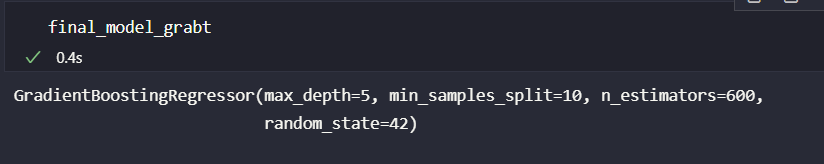 final_model_grabt
0.4s
GradientBoostingRegressor(max_depth=5, min_samples_split=10, n_estimators=600,
random_state=42)